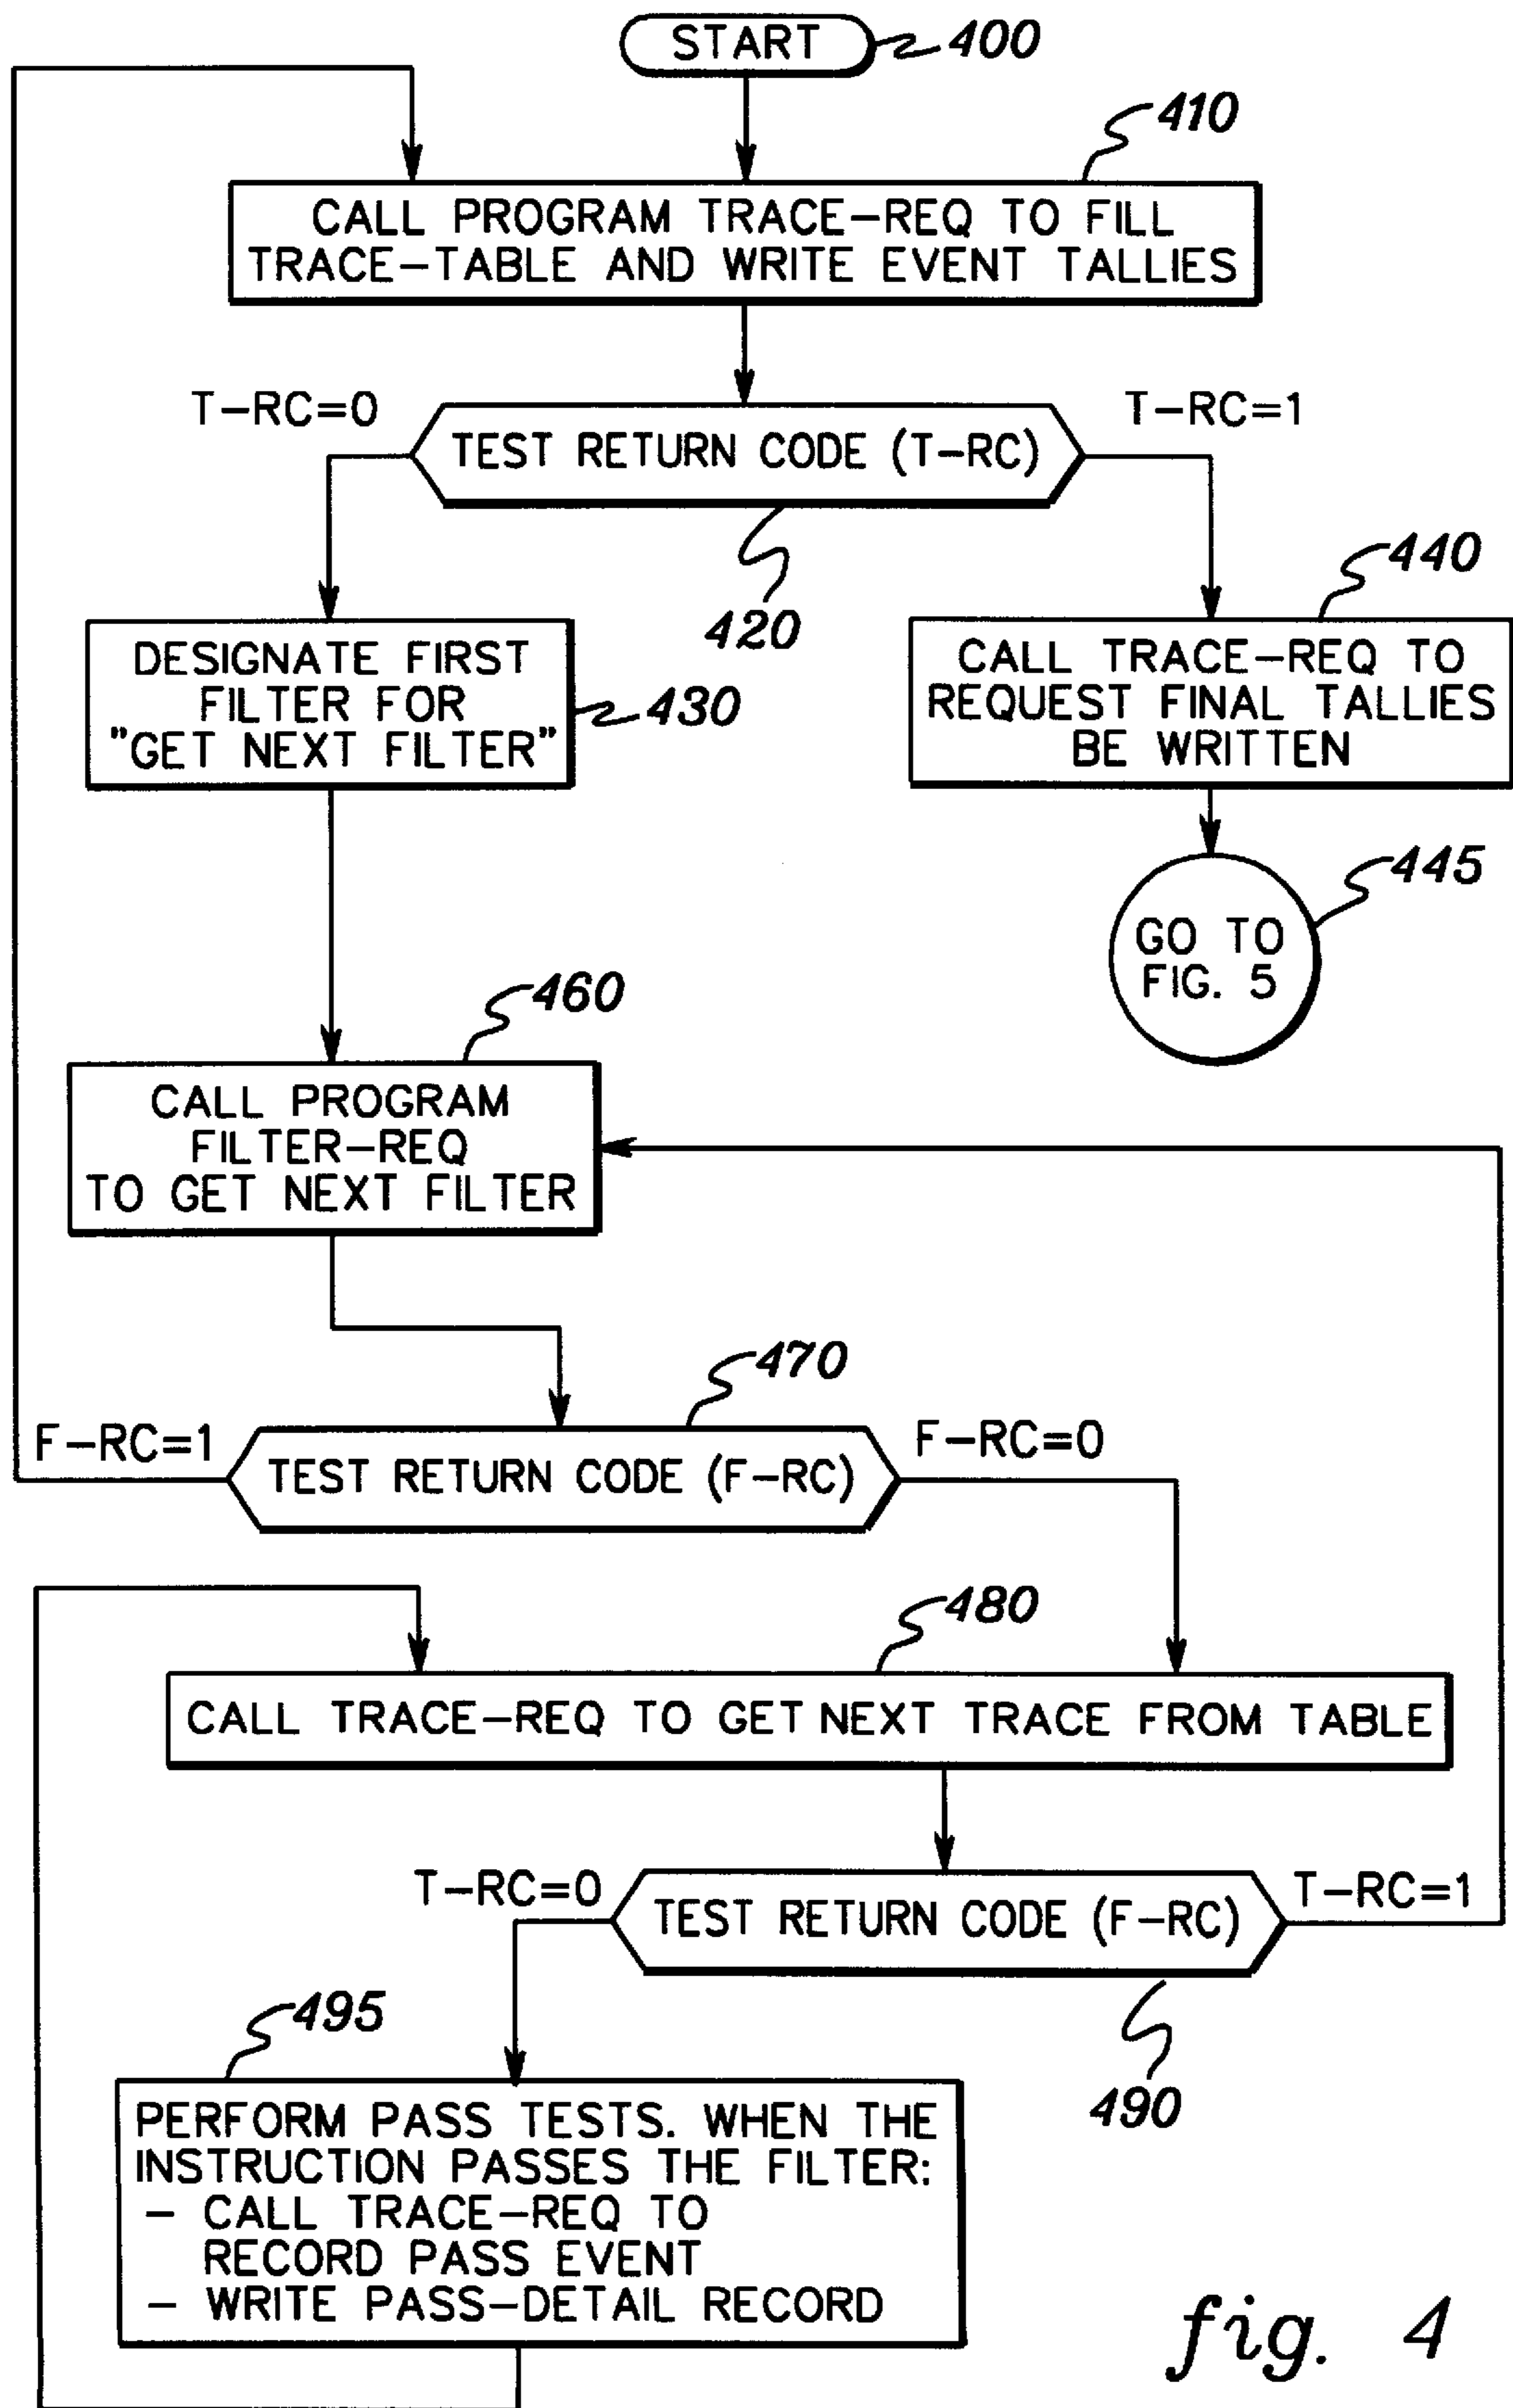 START
400
410
CALL PROGRAM TRACE-REQ TO FILL
TRACE-TABLE AND WRITE EVENT TALLIES
T-RC=0
T-RC=1
TEST RETURN CODE (T-RC)
420
440
DESIGNATE FIRST
FILTER FOR
"GET NEXT FILTER"
430
CALL TRACE-REQ TO
REQUEST FINAL TALLIES
BE WRITTEN
445
GO TO
FIG. 5
460
CALL PROGRAM
FILTER-REQ
TO GET NEXT FILTER
470
F-RC=1
F-RC=0
TEST RETURN CODE (F-RC)
480
CALL TRACE-REQ TO GET NEXT TRACE FROM TABLE
T-RC=0
T-RC=1
TEST RETURN CODE (F-RC)
490
495
PERFORM PASS TESTS. WHEN THE
INSTRUCTION PASSES THE FILTER:
- CALL TRACE-REQ TO
RECORD PASS EVENT
- WRITE PASS-DETAIL RECORD
fig. 4